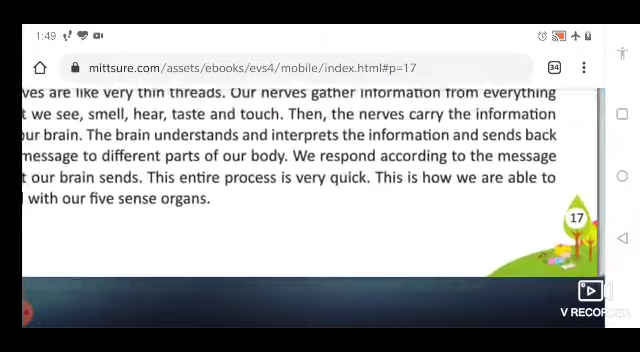 1:49
34
mittsure.com/assets/ebooks/evs4/mobile/index.html#p=17
ves are like very thin threads. Our nerves gather information from everything
t we see, smell, hear, taste and touch. Then, the nerves carry the information
our brain. The brain understands and interprets the information and sends back
message to different parts of our body. We respond according to the message
t our brain sends. This entire process is very quick. This is how we are able to
l with our five sense organs.
17
V RECORDER